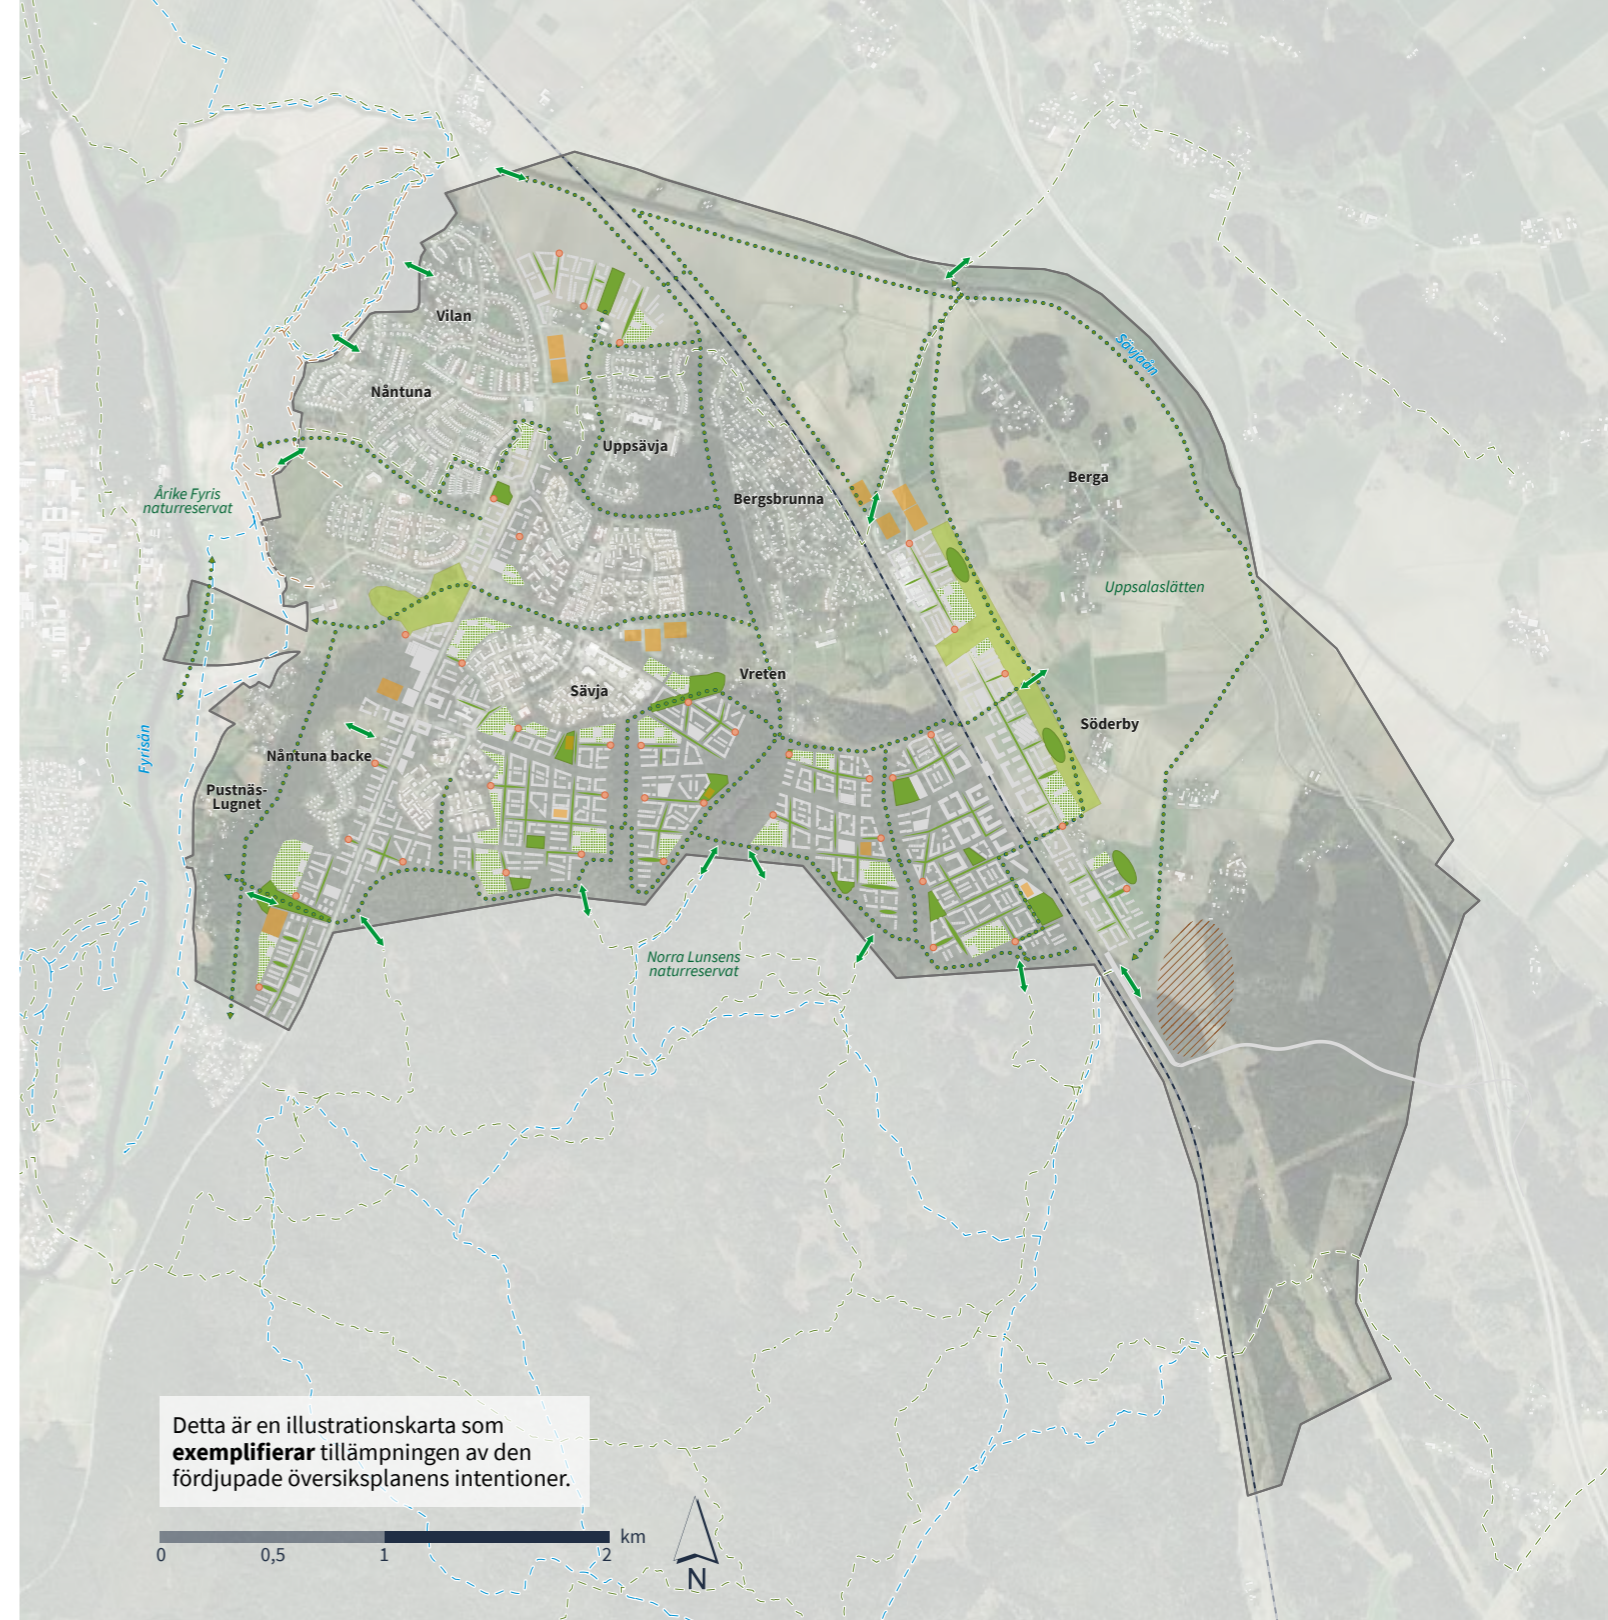 Sävjaån
Vilan
Nåntuna
Uppsävja
Berga
Bergsbrunna
Årike Fyris
naturreservat
Uppsalaslätten
Vreten
Sävja
Söderby
Fyrisån
Nåntuna backe
Pustnäs-
Lugnet
Norra Lunsens
naturreservat
Detta är en illustrationskarta som
exemplifierar tillämpningen av den
fördjupade översiksplanens intentioner.
km
0 0,5 1 2
N